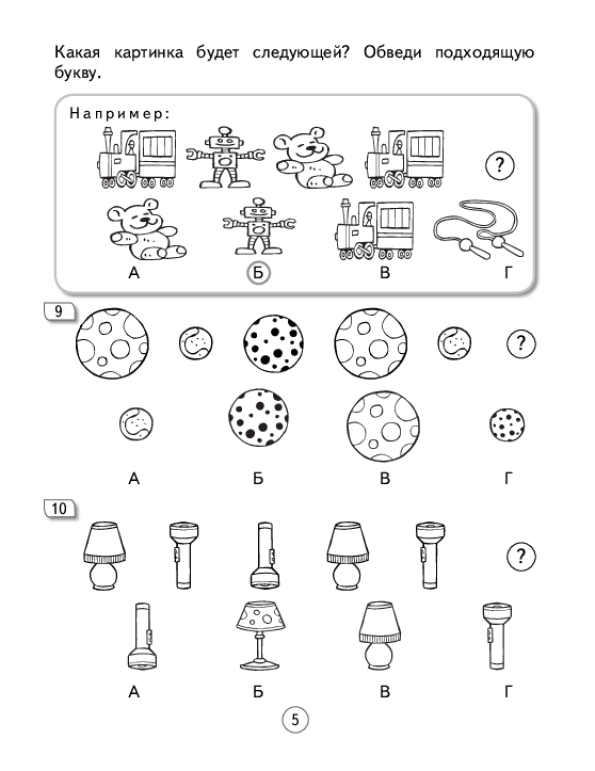 Какая картинка будет следующей? Обведи подходящую
букву.
Например:
?
А Б В Г
9
?
А Б В Г
10
?
А Б В Г
5